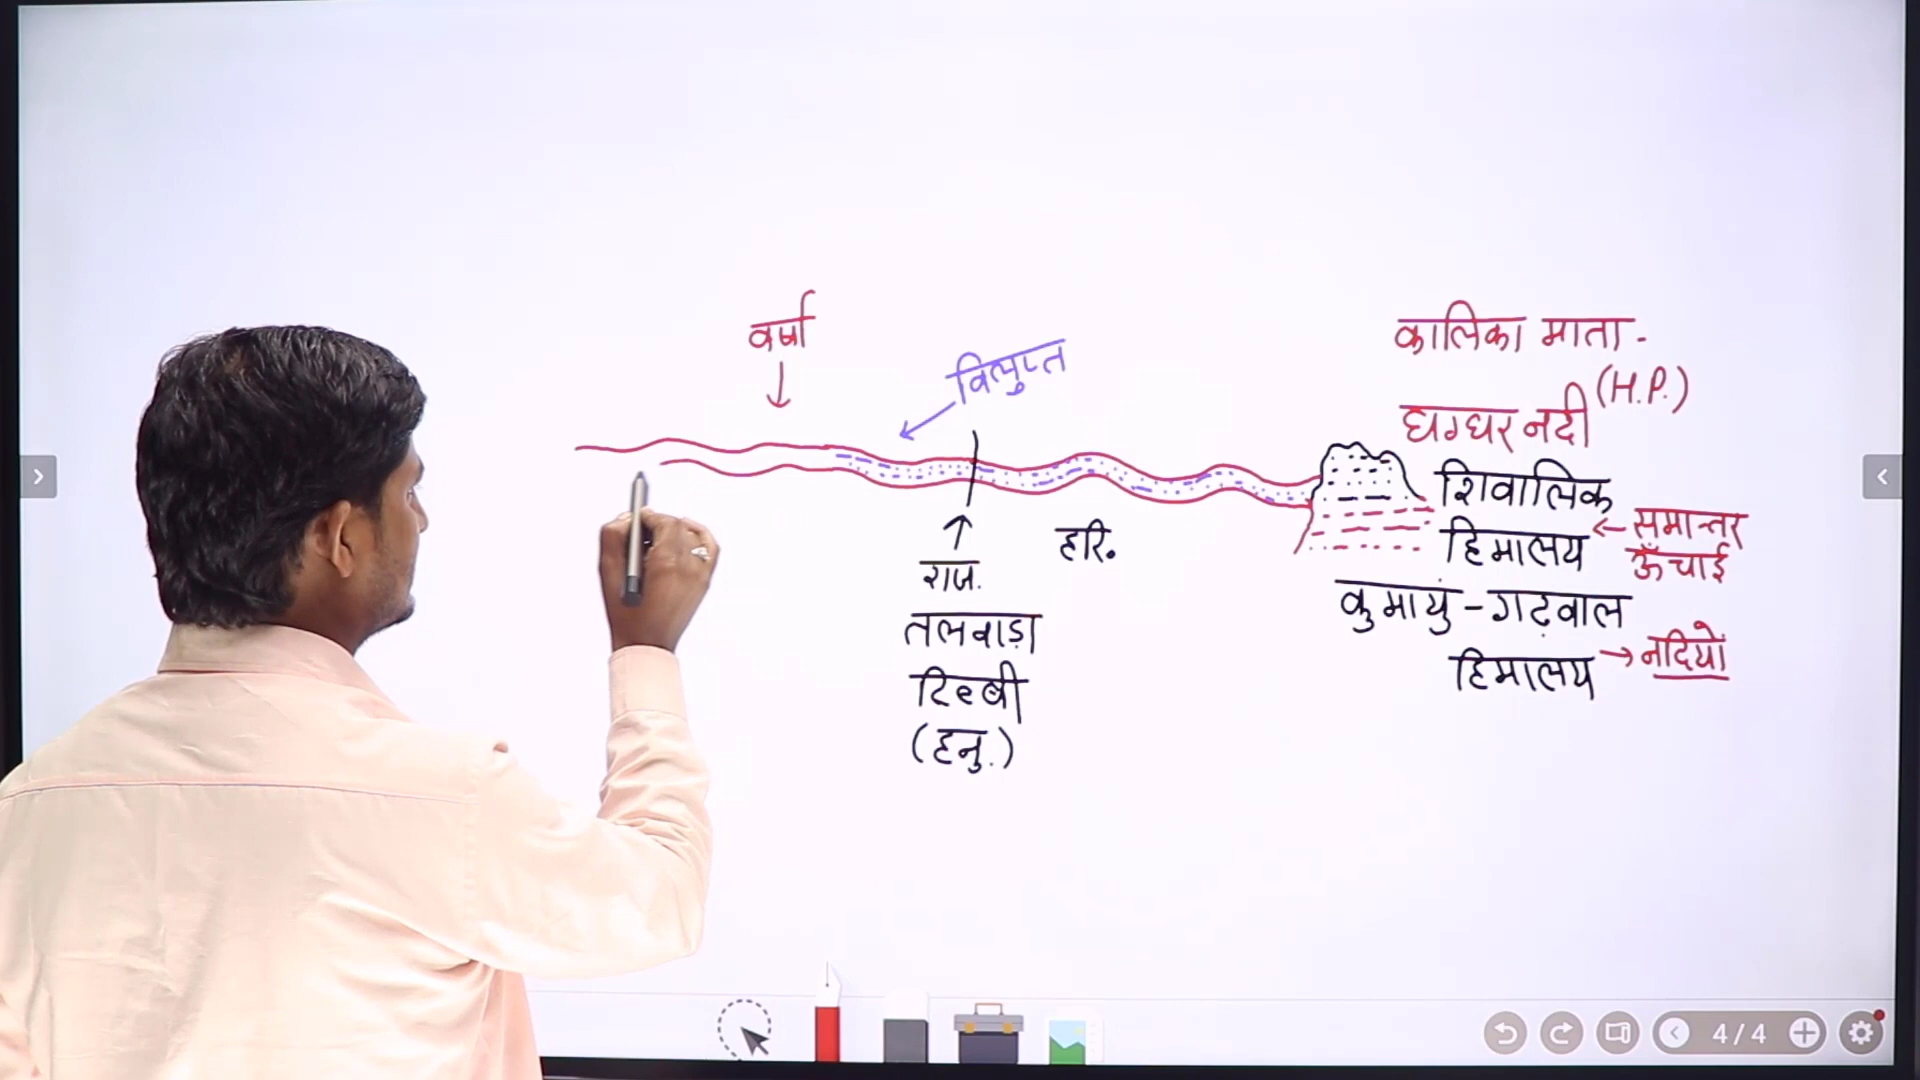 वर्षा
विलुप्त
कालिका माता -
(H.P.)
घग्घर नदी
शिवालिक
हिमालय ← समान्तर
ऊँचाई
कुमायुं - गढ़वाल
हिमालय → नदियों
राज.
हरि.
तलवाड़ा
टिब्बी
(हनु.)
4/4